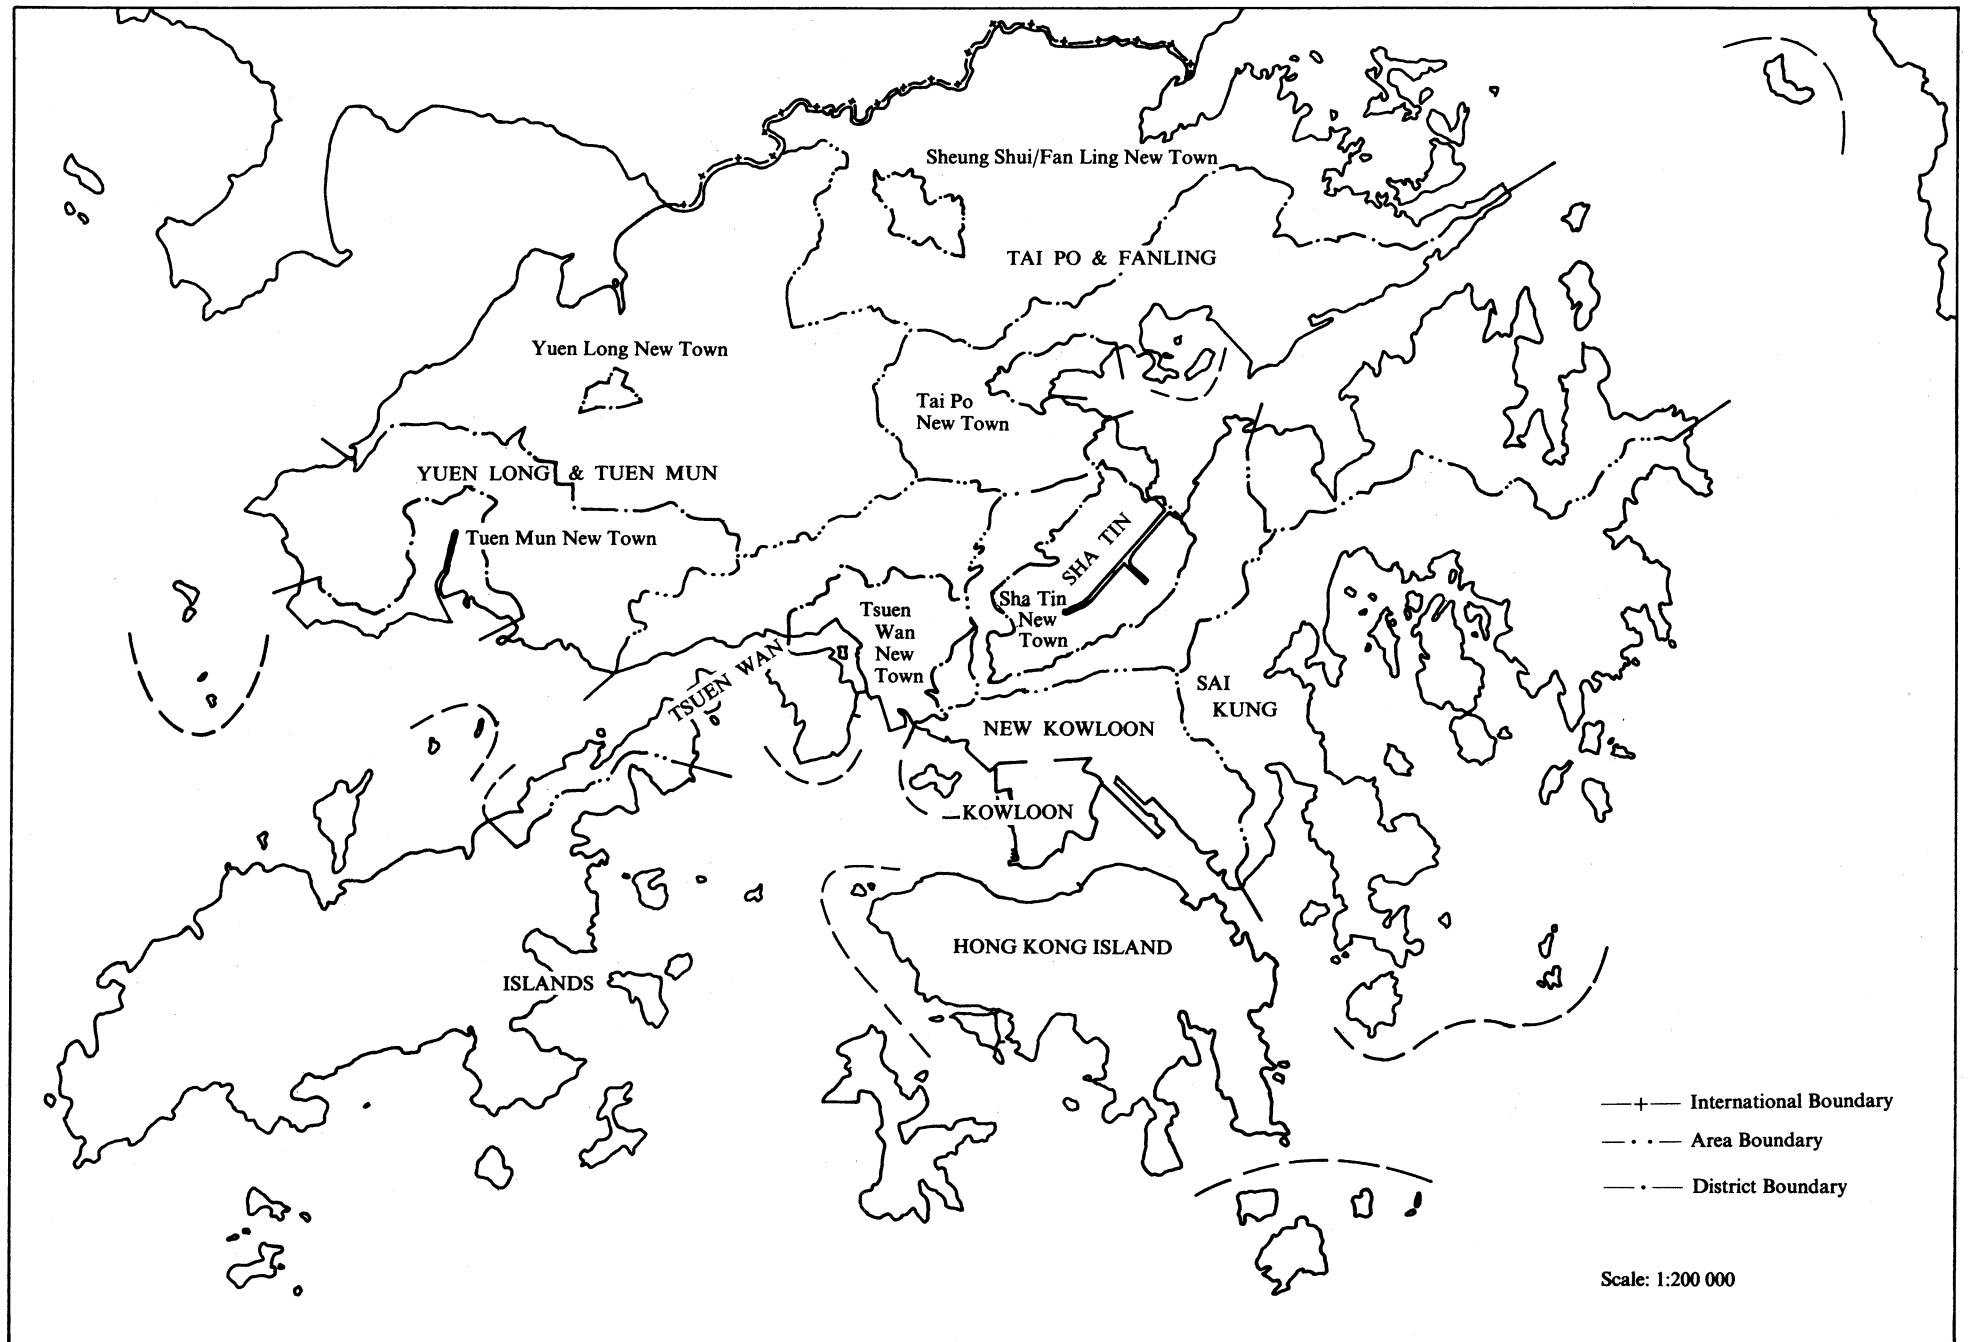 Sheung Shui/Fan Ling New Town
TAI PO & FANLING
Yuen Long New Town
Tai Po
New Town
YUEN LONG & TUEN MUN
Tuen Mun New Town
SHA TIN
Sha Tin
New
Town
Tsuen
Wan
New
Town
TSUEN WAN
SAI
KUNG
NEW KOWLOON
KOWLOON
HONG KONG ISLAND
ISLANDS
International Boundary
Area Boundary
District Boundary
Scale: 1:200 000